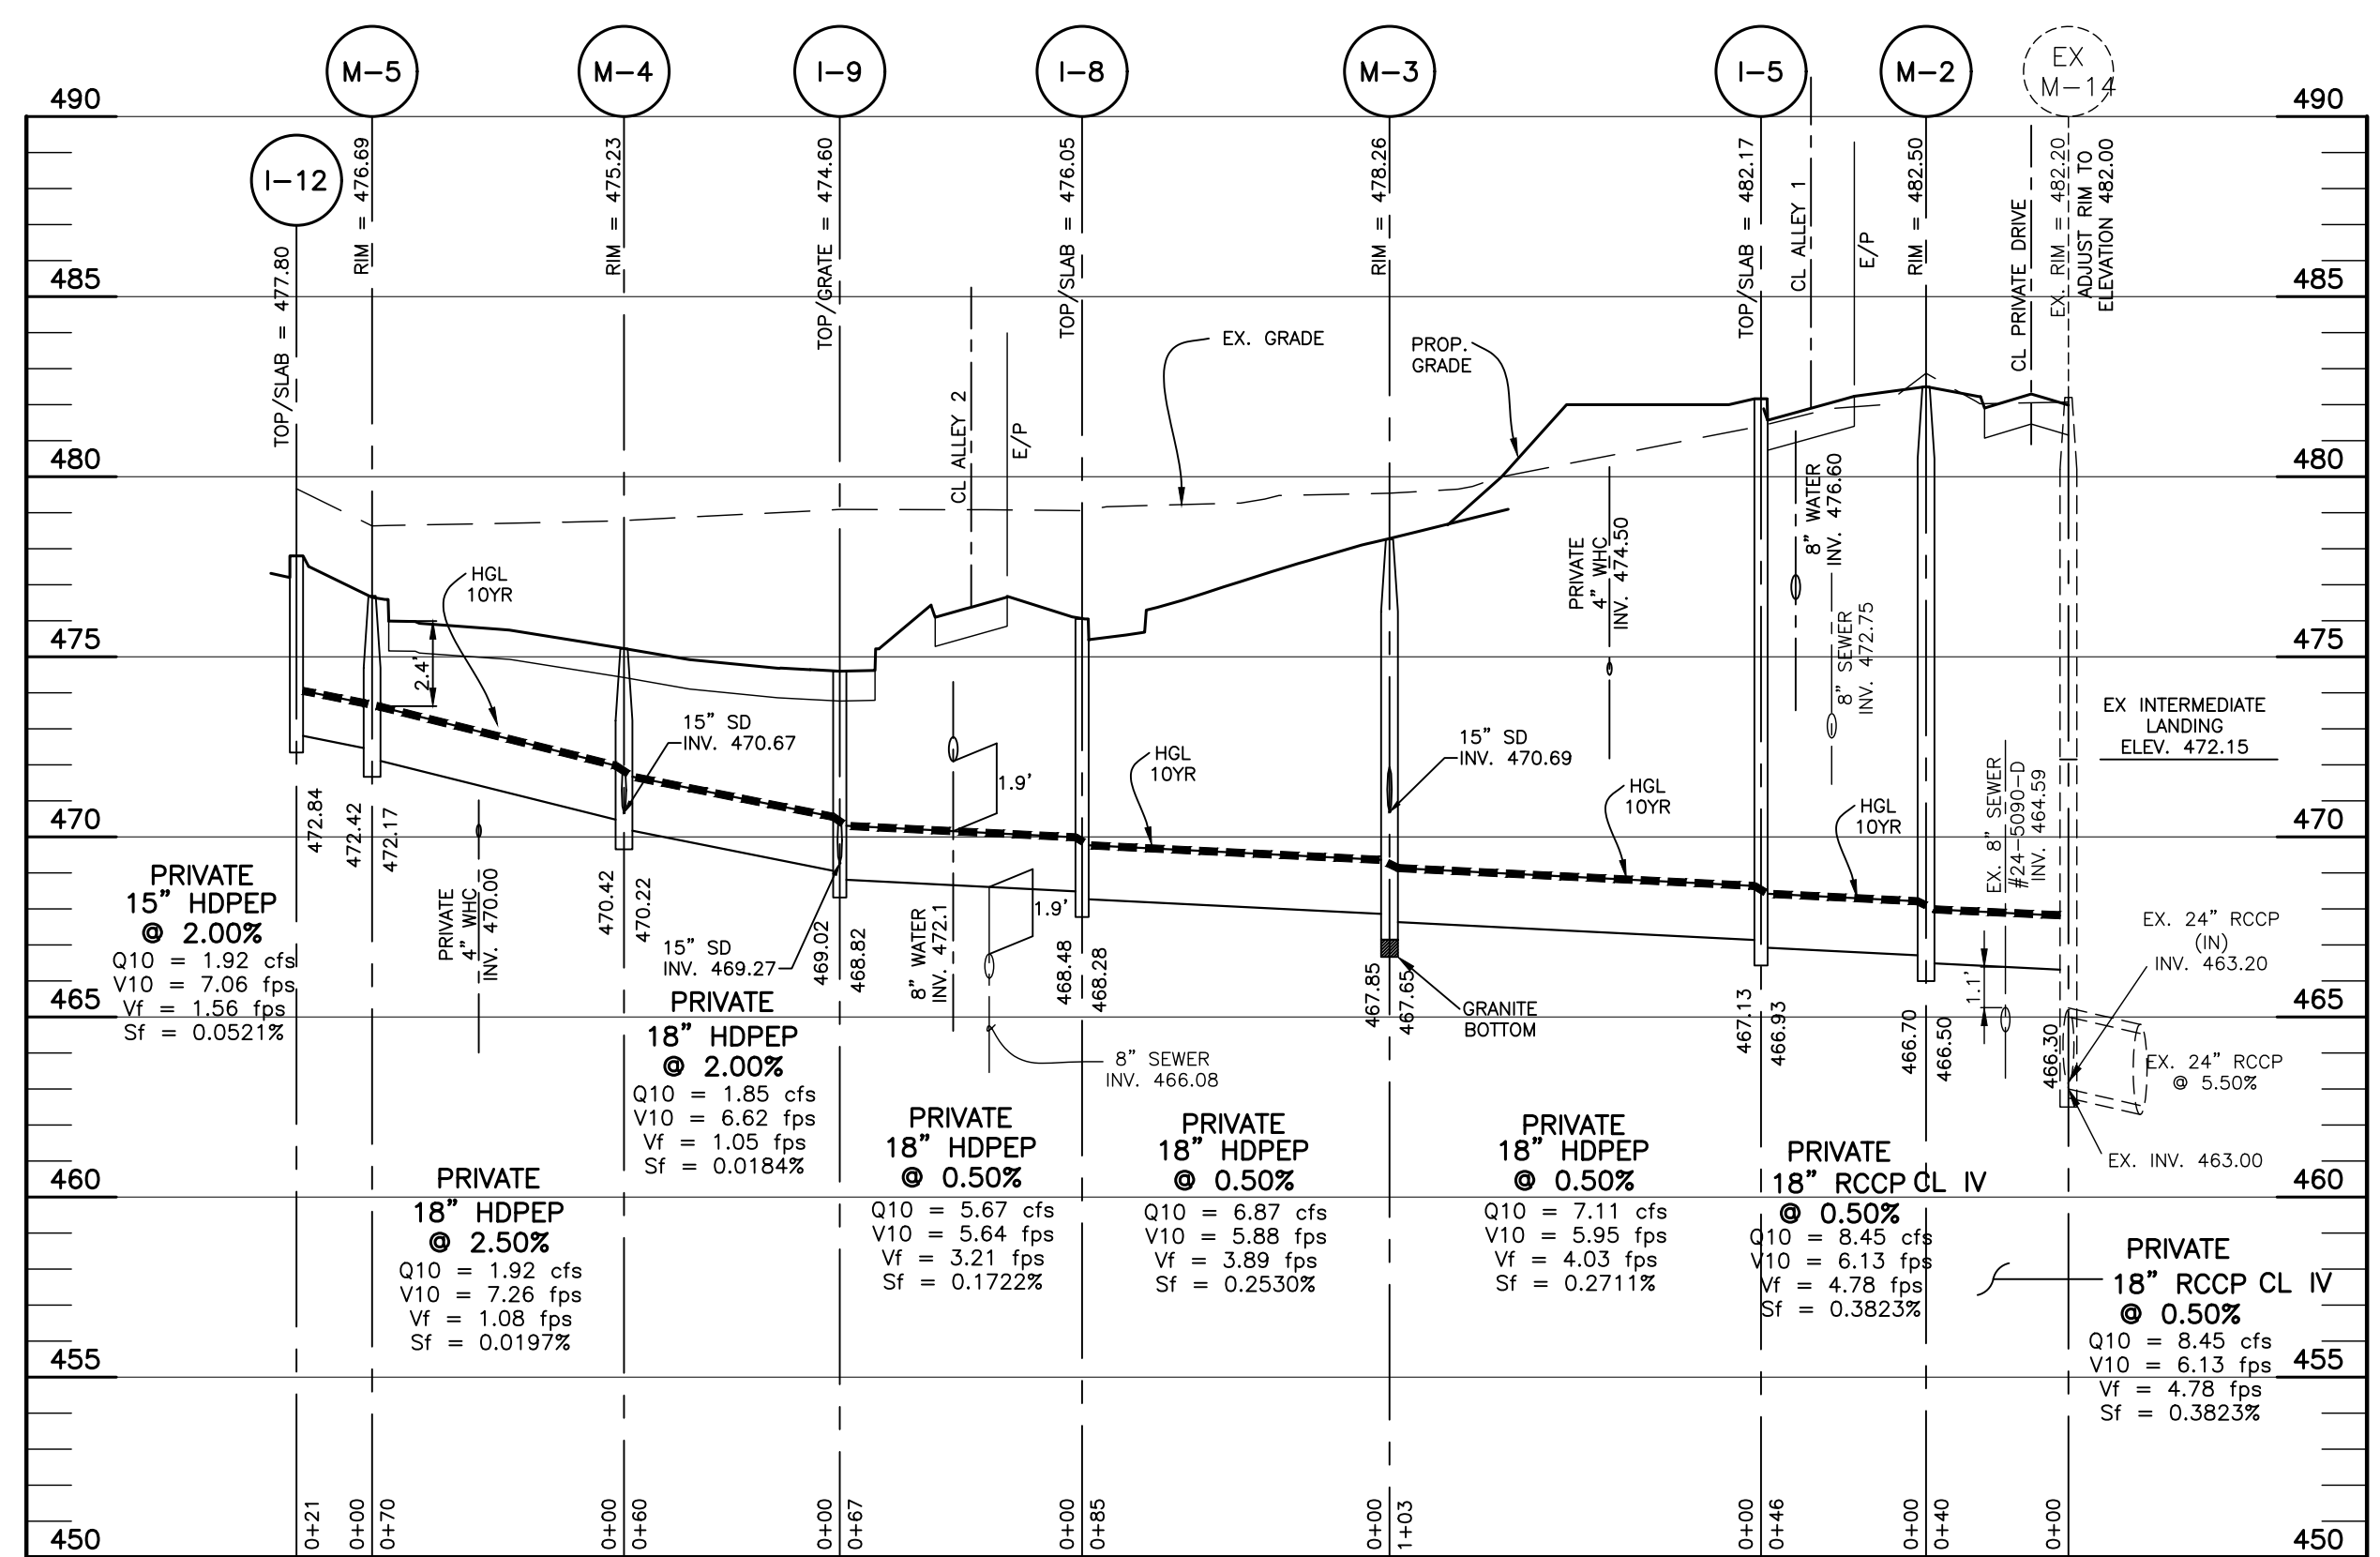 M-5
M-4
I-9
I-8
M-3
I-5
M-2
EX
M-14
I-12
490
490
485
485
480
480
475
475
470
470
465
465
460
460
455
455
450
450
TOP/SLAB = 477.80
RIM = 476.69
RIM = 475.23
TOP/GRATE = 474.60
TOP/SLAB = 476.05
RIM = 478.26
TOP/SLAB = 482.17
CL ALLEY 1
E/P
RIM = 482.50
CL PRIVATE DRIVE
EX. RIM = 482.20
ADJUST RIM TO
ELEVATION 482.00
CL ALLEY 2
E/P
EX. GRADE
PROP.
GRADE
HGL
10YR
2.4'
15" SD
INV. 470.67
1.9'
1.9'
HGL
10YR
15" SD
INV. 470.69
PRIVATE
4" WHC
INV. 474.50
8" WATER
INV. 476.60
8" SEWER
INV. 472.75
HGL
10YR
HGL
10YR
EX INTERMEDIATE
LANDING
ELEV. 472.15
EX. 8" SEWER
#24-5090-D
INV. 464.59
1.1'
EX. 24" RCCP
(IN)
INV. 463.20
EX. 24" RCCP
@ 5.50%
EX. INV. 463.00
472.84
472.42
472.17
PRIVATE
4" WHC
INV. 470.00
470.42
470.22
15" SD
INV. 469.27
469.02
468.82
8" WATER
INV. 472.1
8" SEWER
INV. 466.08
468.48
468.28
467.85
467.65
GRANITE
BOTTOM
467.13
466.93
466.70
466.50
466.30
PRIVATE
15" HDPEP
@ 2.00%
Q10 = 1.92 cfs
V10 = 7.06 fps
Vf = 1.56 fps
Sf = 0.0521%
PRIVATE
18" HDPEP
@ 2.50%
Q10 = 1.92 cfs
V10 = 7.26 fps
Vf = 1.08 fps
Sf = 0.0197%
PRIVATE
18" HDPEP
@ 2.00%
Q10 = 1.85 cfs
V10 = 6.62 fps
Vf = 1.05 fps
Sf = 0.0184%
PRIVATE
18" HDPEP
@ 0.50%
Q10 = 5.67 cfs
V10 = 5.64 fps
Vf = 3.21 fps
Sf = 0.1722%
PRIVATE
18" HDPEP
@ 0.50%
Q10 = 6.87 cfs
V10 = 5.88 fps
Vf = 3.89 fps
Sf = 0.2530%
PRIVATE
18" HDPEP
@ 0.50%
Q10 = 7.11 cfs
V10 = 5.95 fps
Vf = 4.03 fps
Sf = 0.2711%
PRIVATE
18" RCCP CL IV
@ 0.50%
Q10 = 8.45 cfs
V10 = 6.13 fps
Vf = 4.78 fps
Sf = 0.3823%
PRIVATE
18" RCCP CL IV
@ 0.50%
Q10 = 8.45 cfs
V10 = 6.13 fps
Vf = 4.78 fps
Sf = 0.3823%
0+21
0+00
0+70
0+00
0+60
0+00
0+67
0+00
0+85
0+00
1+03
0+00
0+46
0+00
0+40
0+00